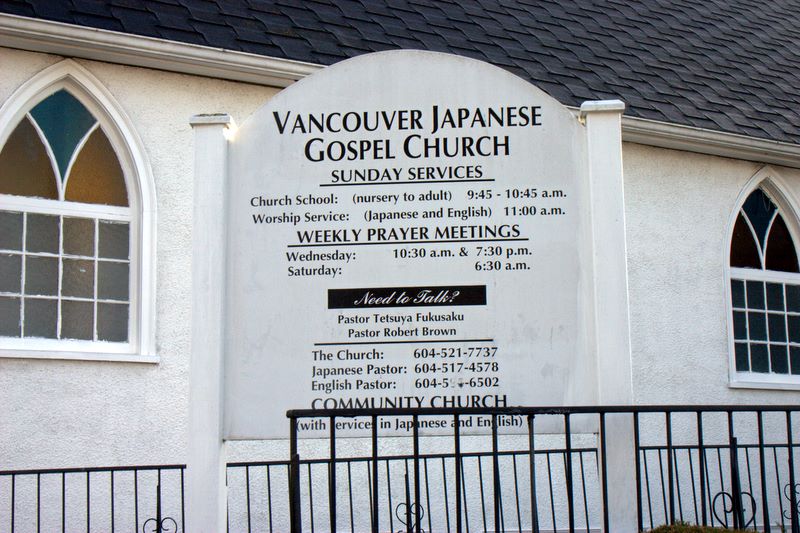 VANCOUVER JAPANESE
GOSPEL CHURCH
SUNDAY SERVICES
Church School: (nursery to adult) 9:45 - 10:45 a.m.
Worship Service: (Japanese and English) 11:00 a.m.
WEEKLY PRAYER MEETINGS
Wednesday: 10:30 a.m. & 7:30 p.m.
Saturday: 6:30 a.m.
Need to Talk?
Pastor Tetsuya Fukusaku
Pastor Robert Brown
The Church: 604-521-7737
Japanese Pastor: 604-517-4578
English Pastor:
COMMUNITY CHURCH
(with services in Japanese and English)